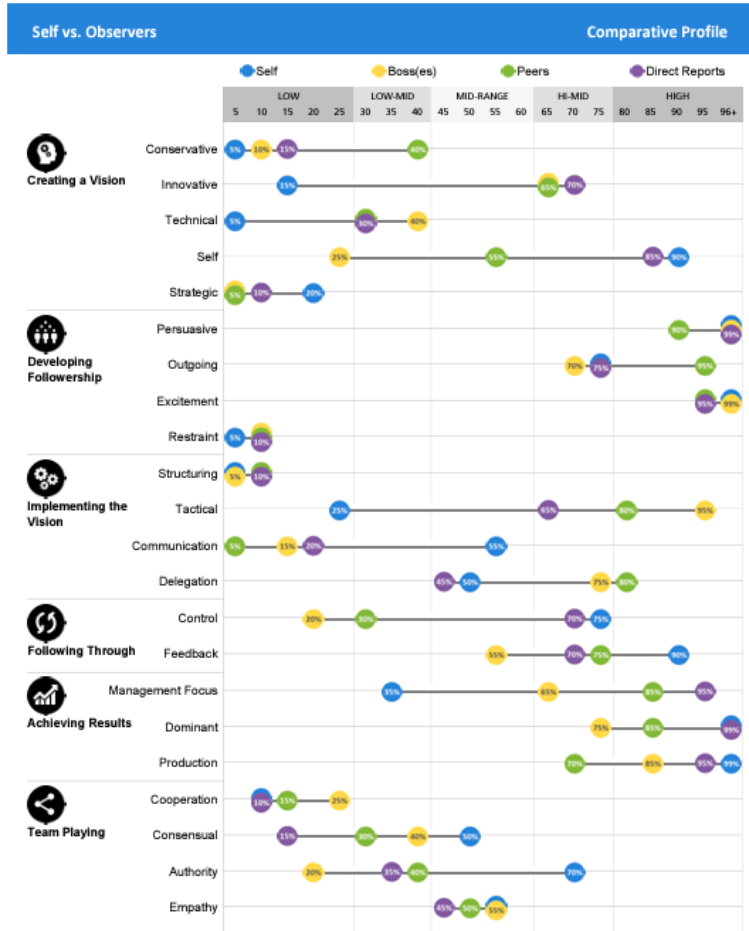 Self vs. Observers Comparative Profile
Self Boss(es) Peers Direct Reports
LOW LOW-MID MID-RANGE HI-MID HIGH
5 10 15 20 25 30 35 40 45 50 55 60 65 70 75 80 85 90 95 96+
Creating a Vision
Conservative 5% 10% 15% 40%
Innovative 15% 65% 70%
Technical 5% 30% 40%
Self 25% 55% 85% 90%
Strategic 5% 10% 20%
Developing
Followership
Persuasive 90% 99%
Outgoing 70% 75% 95%
Excitement 95% 99%
Restraint 5% 10%
Implementing the
Vision
Structuring 5% 10%
Tactical 25% 65% 80% 95%
Communication 5% 15% 20% 55%
Delegation 45% 50% 75% 80%
Following Through
Control 20% 30% 70% 75%
Feedback 55% 70% 75% 90%
Achieving Results
Management Focus 35% 65% 85% 95%
Dominant 75% 85% 99%
Production 70% 85% 95% 99%
Team Playing
Cooperation 10% 15% 25%
Consensual 15% 30% 40% 50%
Authority 20% 35% 40% 70%
Empathy 45% 50% 55%